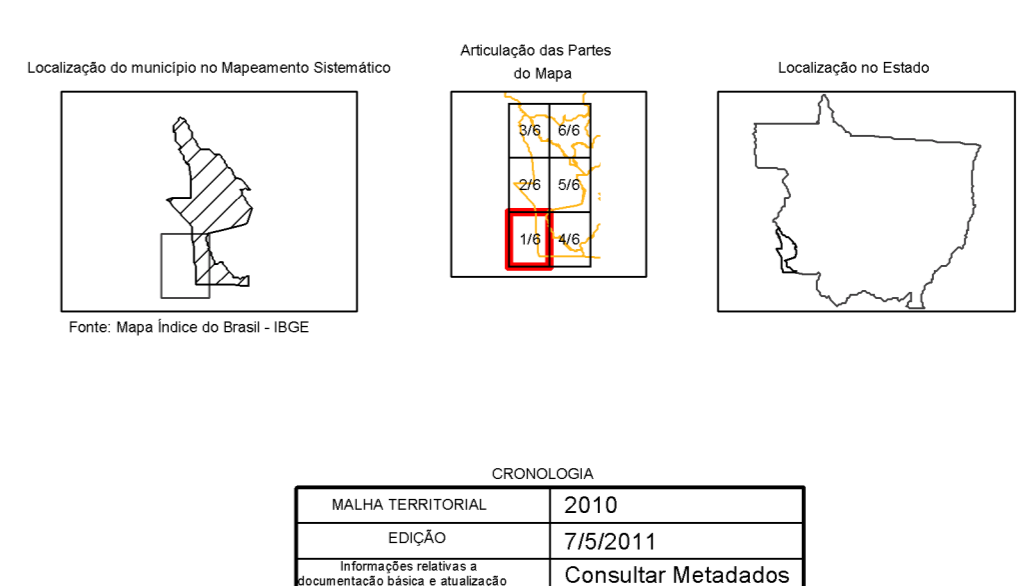 Localização do município no Mapeamento Sistemático
Articulação das Partes
do Mapa
Localização no Estado
3/6 6/6
2/6 5/6
1/6 4/6
Fonte: Mapa Índice do Brasil - IBGE
CRONOLOGIA
MALHA TERRITORIAL 2010
EDIÇÃO 7/5/2011
Informações relativas a
documentação básica e atualização Consultar Metadados